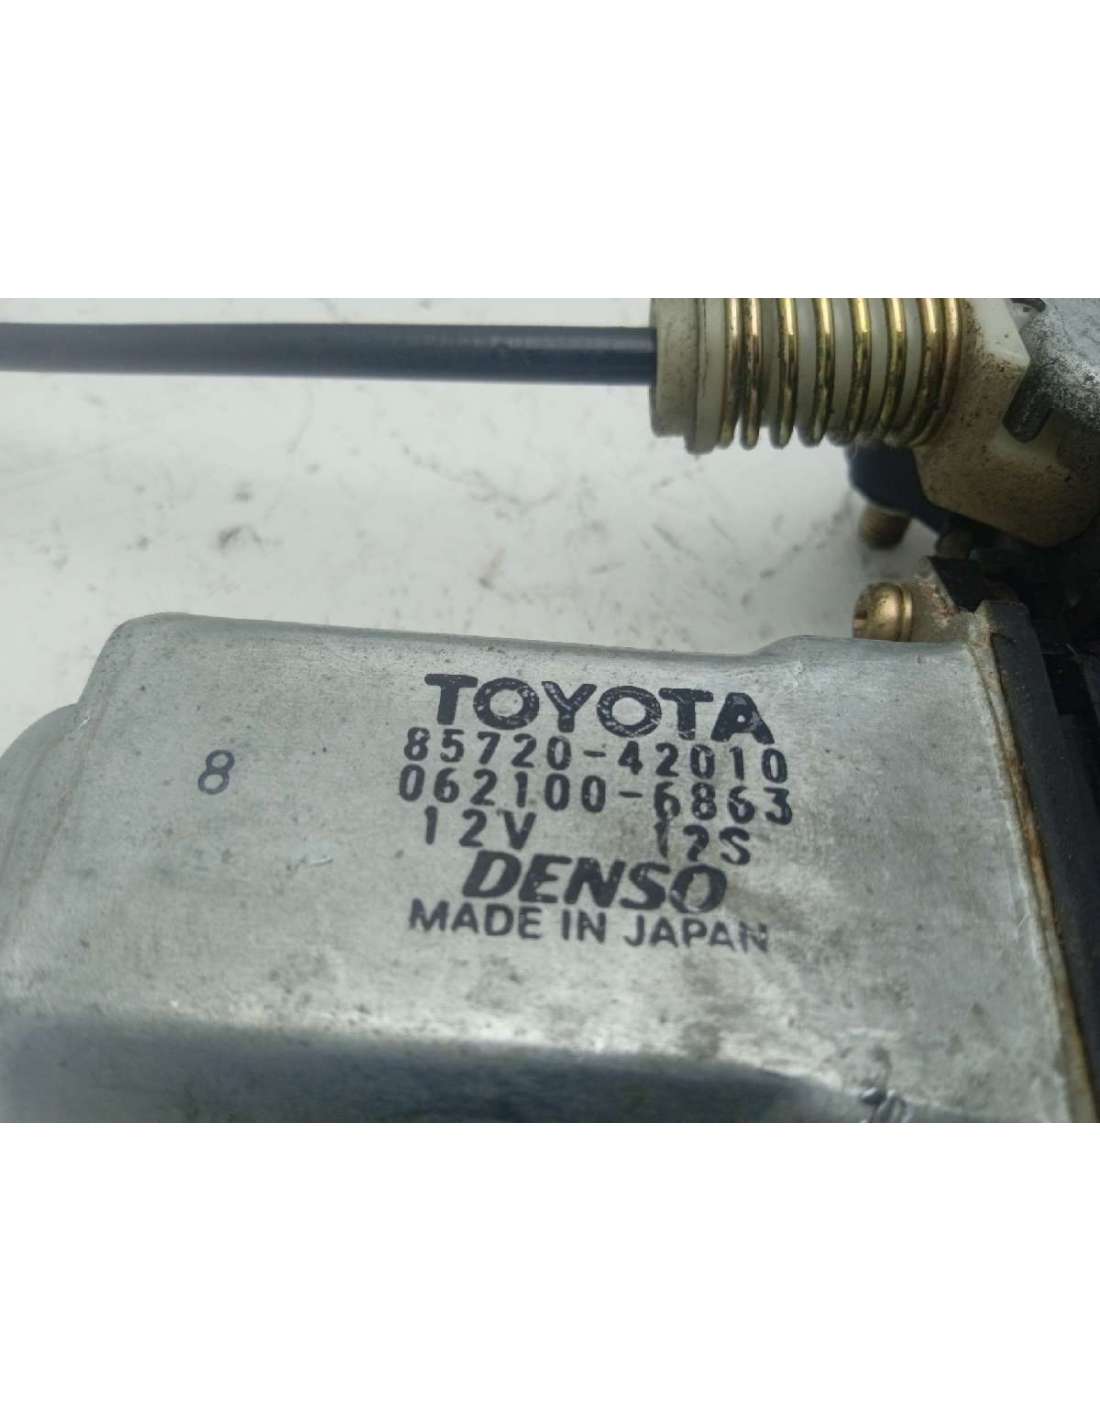 TOYOTA
85720-42010
8
062100-6863
12V 12S
DENSO
MADE IN JAPAN